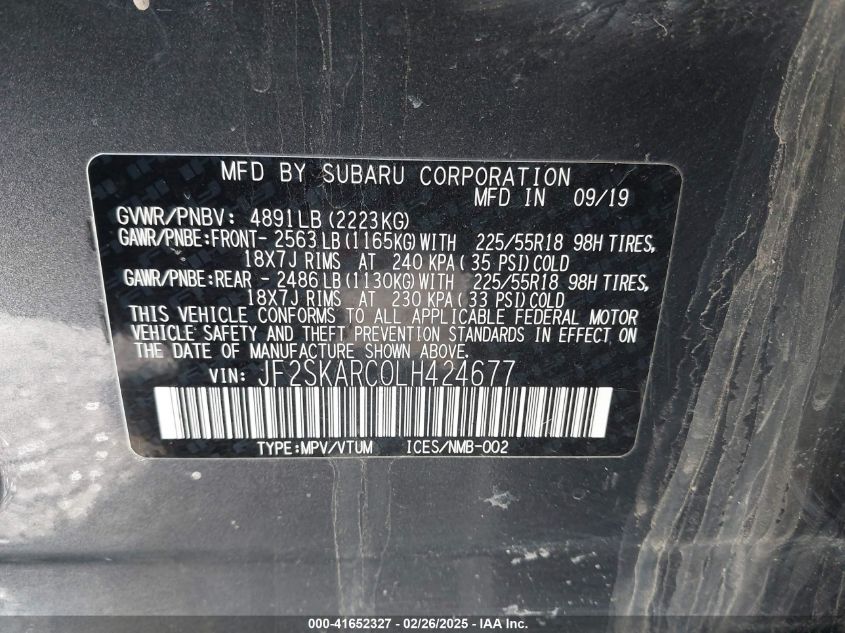 MFD BY SUBARU CORPORATION
MFD IN 09/19
GVWR/PNBV: 4891LB (2223KG)
GAWR/PNBE:FRONT- 2563 LB (1165KG) WITH 225/55R18 98H TIRES,
18X7J RIMS AT 240 KPA ( 35 PSI) COLD
GAWR/PNBE:REAR - 2486 LB (1130KG) WITH 225/55R18 98H TIRES,
18X7J RIMS AT 230 KPA ( 33 PSI) COLD
THIS VEHICLE CONFORMS TO ALL APPLICABLE FEDERAL MOTOR
VEHICLE SAFETY AND THEFT PREVENTION STANDARDS IN EFFECT ON
THE DATE OF MANUFACTURE SHOWN ABOVE.
VIN: JF2SKARC0LH424677
TYPE:MPV/VTUM ICES/NMB-002
000-41652327 - 02/26/2025 - IAA Inc.